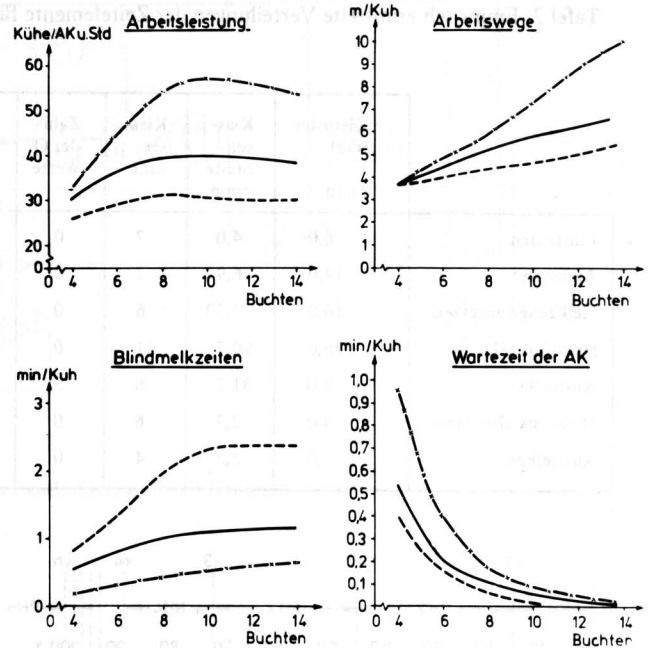 Arbeitsleistung
Kühe/AKu.Std
60
50
40
30
20
0
0 4 6 8 10 12 14
Buchten
Arbeitswege
m/Kuh
10
9
8
7
6
5
4
3
2
1
0
0 4 6 8 10 12 14
Buchten
Blindmelkzeiten
min/Kuh
3
2
1
0
0 4 6 8 10 12 14
Buchten
Wartezeit der AK
min/Kuh
1,0
0,9
0,8
0,7
0,6
0,5
0,4
0,3
0,2
0,1
0
0 4 6 8 10 12 14
Buchten